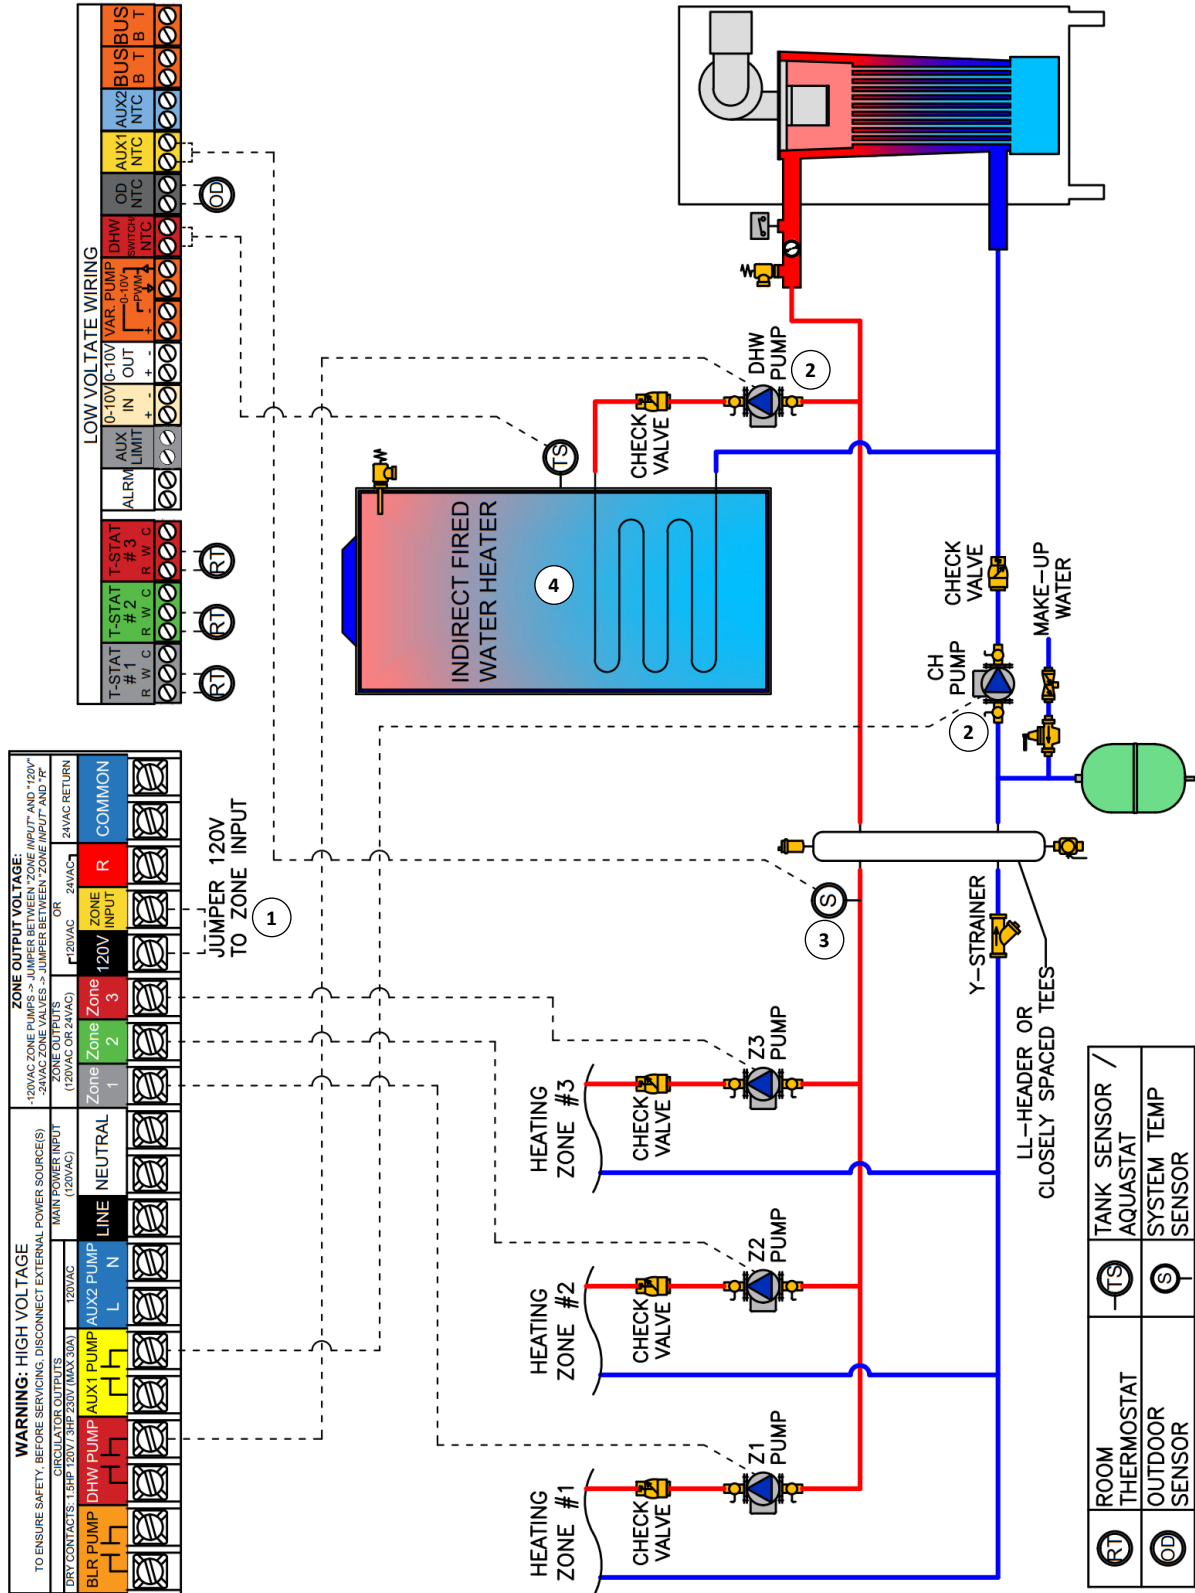 WARNING: HIGH VOLTAGE
TO ENSURE SAFETY, BEFORE SERVICING, DISCONNECT EXTERNAL POWER SOURCE(S)
CIRCULATOR OUTPUTS
DRY CONTACTS: 1.5HP 120V / 3HP 230V (MAX 30A)
120VAC
MAIN POWER INPUT
(120VAC)
BLR PUMP
DHW PUMP
AUX1 PUMP
AUX2 PUMP
L N
LINE
NEUTRAL
ZONE OUTPUT VOLTAGE:
-120VAC ZONE PUMPS -> JUMPER BETWEEN "ZONE INPUT" AND "120V"
-24VAC ZONE VALVES -> JUMPER BETWEEN "ZONE INPUT" AND "R"
ZONE OUTPUTS
(120VAC OR 24VAC)
OR
120VAC
24VAC
24VAC RETURN
Zone
1
Zone
2
Zone
3
120V
ZONE
INPUT
R
COMMON
JUMPER 120V
TO ZONE INPUT
1
LOW VOLTATE WIRING
T-STAT
# 1
R W C
T-STAT
# 2
R W C
T-STAT
# 3
R W C
ALRM
AUX
LIMIT
0-10V
IN
+ -
0-10V
OUT
+ -
VAR. PUMP
0-10V
PWM
+ -
DHW
SWITCH/
NTC
OD
NTC
AUX1
NTC
AUX2
NTC
BUS
B T
BUS
B T
RT
RT
RT
OD
INDIRECT FIRED
WATER HEATER
4
TS
CHECK
VALVE
DHW
PUMP
2
CH
PUMP
2
CHECK
VALVE
MAKE-UP
WATER
S
3
Y-STRAINER
LL-HEADER OR
CLOSELY SPACED TEES
HEATING
ZONE #1
CHECK
VALVE
Z1
PUMP
HEATING
ZONE #2
CHECK
VALVE
Z2
PUMP
HEATING
ZONE #3
CHECK
VALVE
Z3
PUMP
RT
ROOM
THERMOSTAT
TS
TANK SENSOR /
AQUASTAT
OD
OUTDOOR
SENSOR
S
SYSTEM TEMP
SENSOR